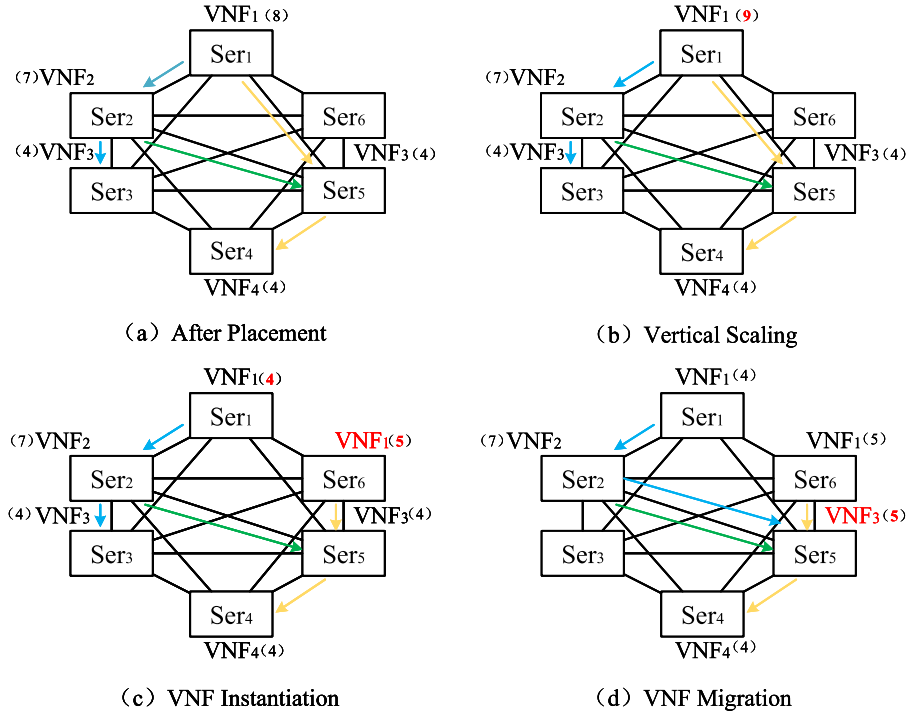 VNF1(8)
Ser1
(7)VNF2
Ser2
Ser6
(4)VNF3
VNF3(4)
Ser3
Ser5
Ser4
VNF4(4)
(a) After Placement
VNF1(9)
Ser1
(7)VNF2
Ser2
Ser6
(4)VNF3
VNF3(4)
Ser3
Ser5
Ser4
VNF4(4)
(b) Vertical Scaling
VNF1(4)
Ser1
(7)VNF2
VNF1(5)
Ser2
Ser6
(4)VNF3
VNF3(4)
Ser3
Ser5
Ser4
VNF4(4)
(c) VNF Instantiation
VNF1(4)
Ser1
(7)VNF2
VNF1(5)
Ser2
Ser6
VNF3(5)
Ser3
Ser5
Ser4
VNF4(4)
(d) VNF Migration